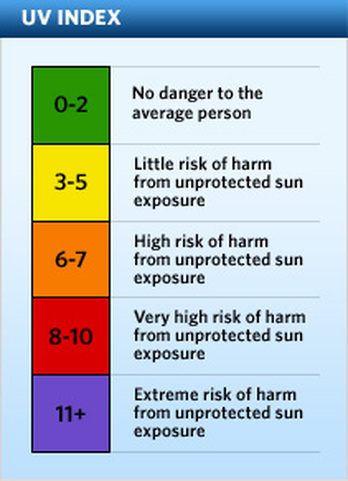 UV INDEX
0-2
No danger to the
average person
3-5
Little risk of harm
from unprotected sun
exposure
6-7
High risk of harm
from unprotected sun
exposure
8-10
Very high risk of harm
from unprotected sun
exposure
11+
Extreme risk of harm
from unprotected sun
exposure